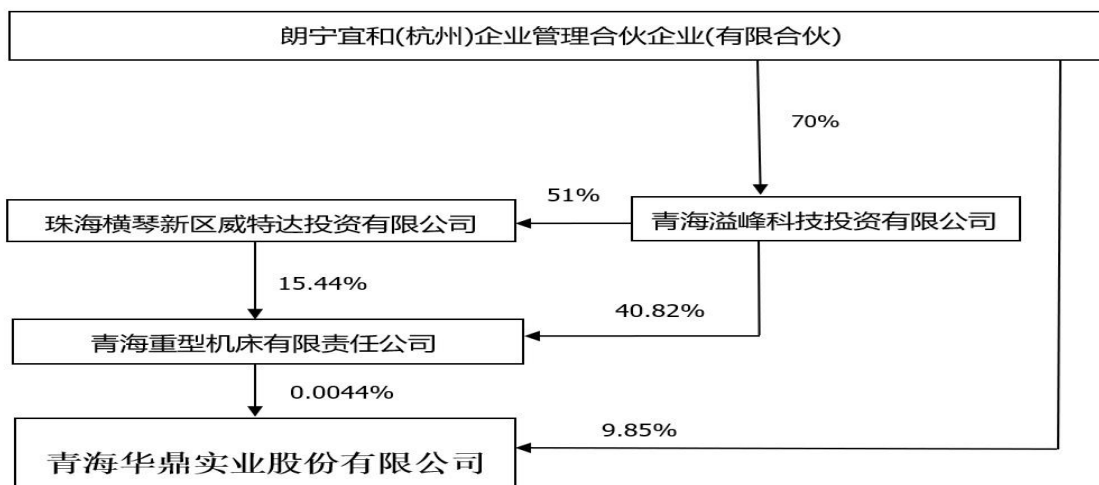 朗宁宜和(杭州)企业管理合伙企业(有限合伙)
70%
51%
珠海横琴新区威特达投资有限公司
青海溢峰科技投资有限公司
15.44%
40.82%
青海重型机床有限责任公司
0.0044%
9.85%
青海华鼎实业股份有限公司